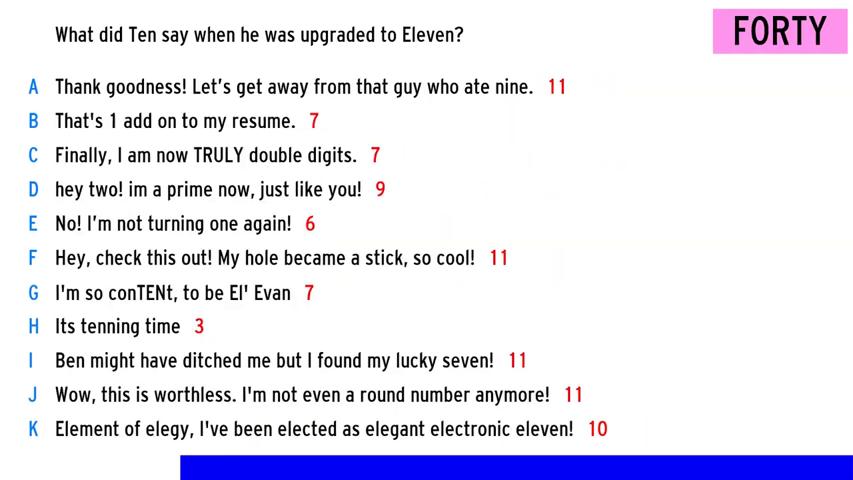 What did Ten say when he was upgraded to Eleven?
FORTY
A Thank goodness! Let’s get away from that guy who ate nine. 11
B That's 1 add on to my resume. 7
C Finally, I am now TRULY double digits. 7
D hey two! im a prime now, just like you! 9
E No! I’m not turning one again! 6
F Hey, check this out! My hole became a stick, so cool! 11
G I'm so conTENt, to be El' Evan 7
H Its tenning time 3
I Ben might have ditched me but I found my lucky seven! 11
J Wow, this is worthless. I'm not even a round number anymore! 11
K Element of elegy, I've been elected as elegant electronic eleven! 10